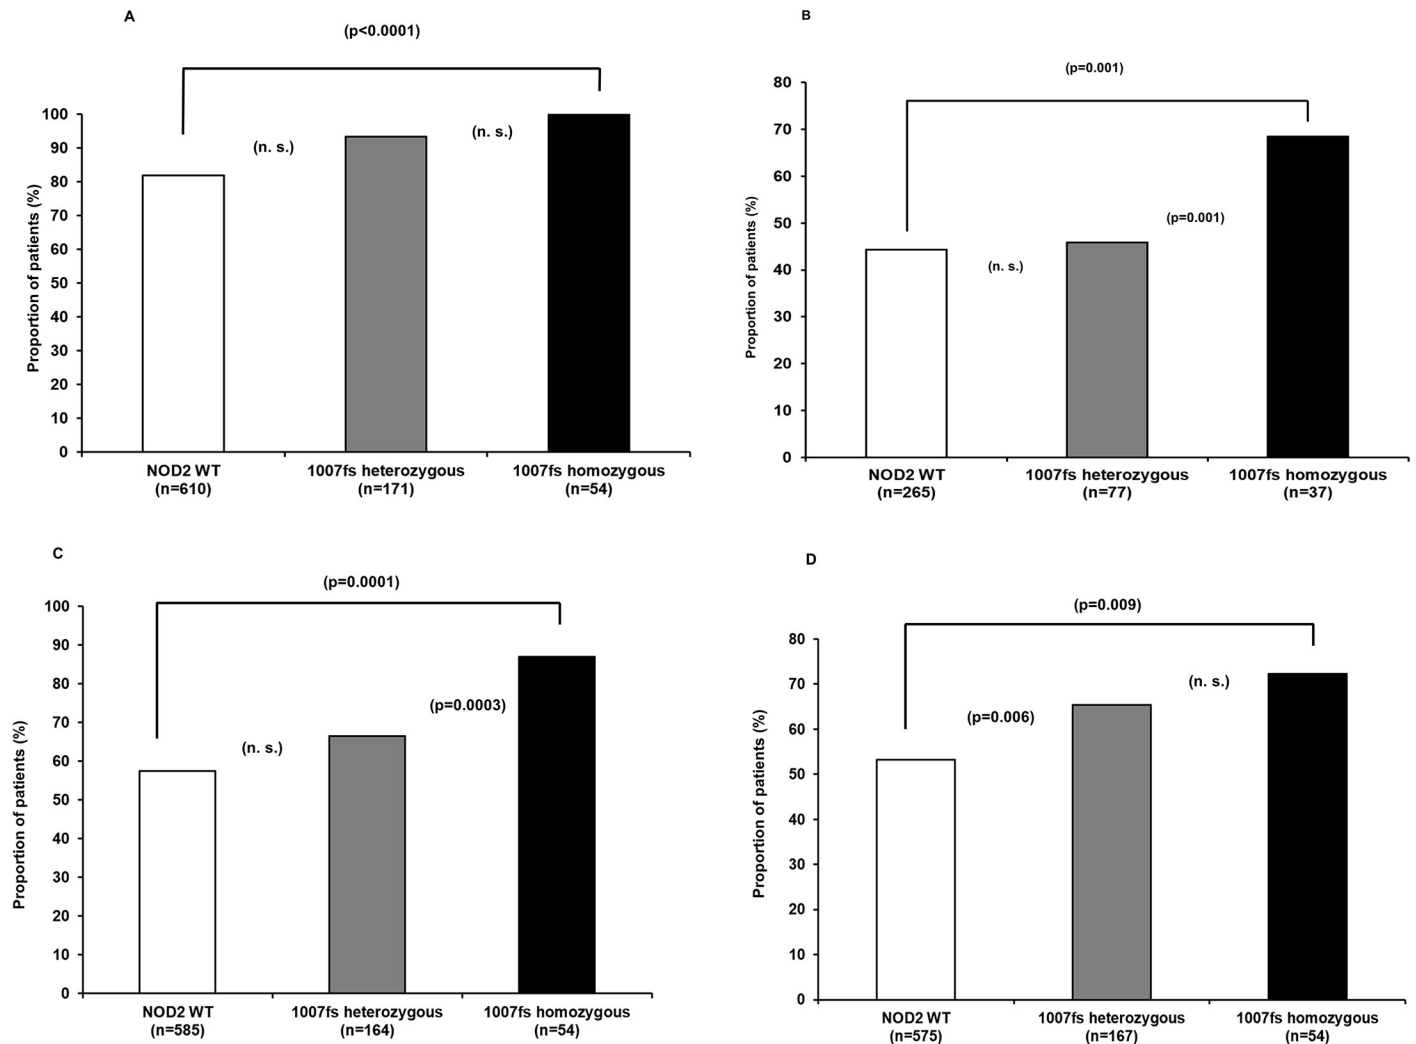 A
(p<0.0001)
(n. s.)
(n. s.)
Proportion of patients (%)
100
90
80
70
60
50
40
30
20
10
0
NOD2 WT
(n=610)
1007fs heterozygous
(n=171)
1007fs homozygous
(n=54)
B
(p=0.001)
(p=0.001)
(n. s.)
Proportion of patients (%)
80
70
60
50
40
30
20
10
0
NOD2 WT
(n=265)
1007fs heterozygous
(n=77)
1007fs homozygous
(n=37)
C
(p=0.0001)
(p=0.0003)
(n. s.)
Proportion of patients (%)
100
90
80
70
60
50
40
30
20
10
0
NOD2 WT
(n=585)
1007fs heterozygous
(n=164)
1007fs homozygous
(n=54)
D
(p=0.009)
(n. s.)
(p=0.006)
Proportion of patients (%)
80
70
60
50
40
30
20
10
0
NOD2 WT
(n=575)
1007fs heterozygous
(n=167)
1007fs homozygous
(n=54)